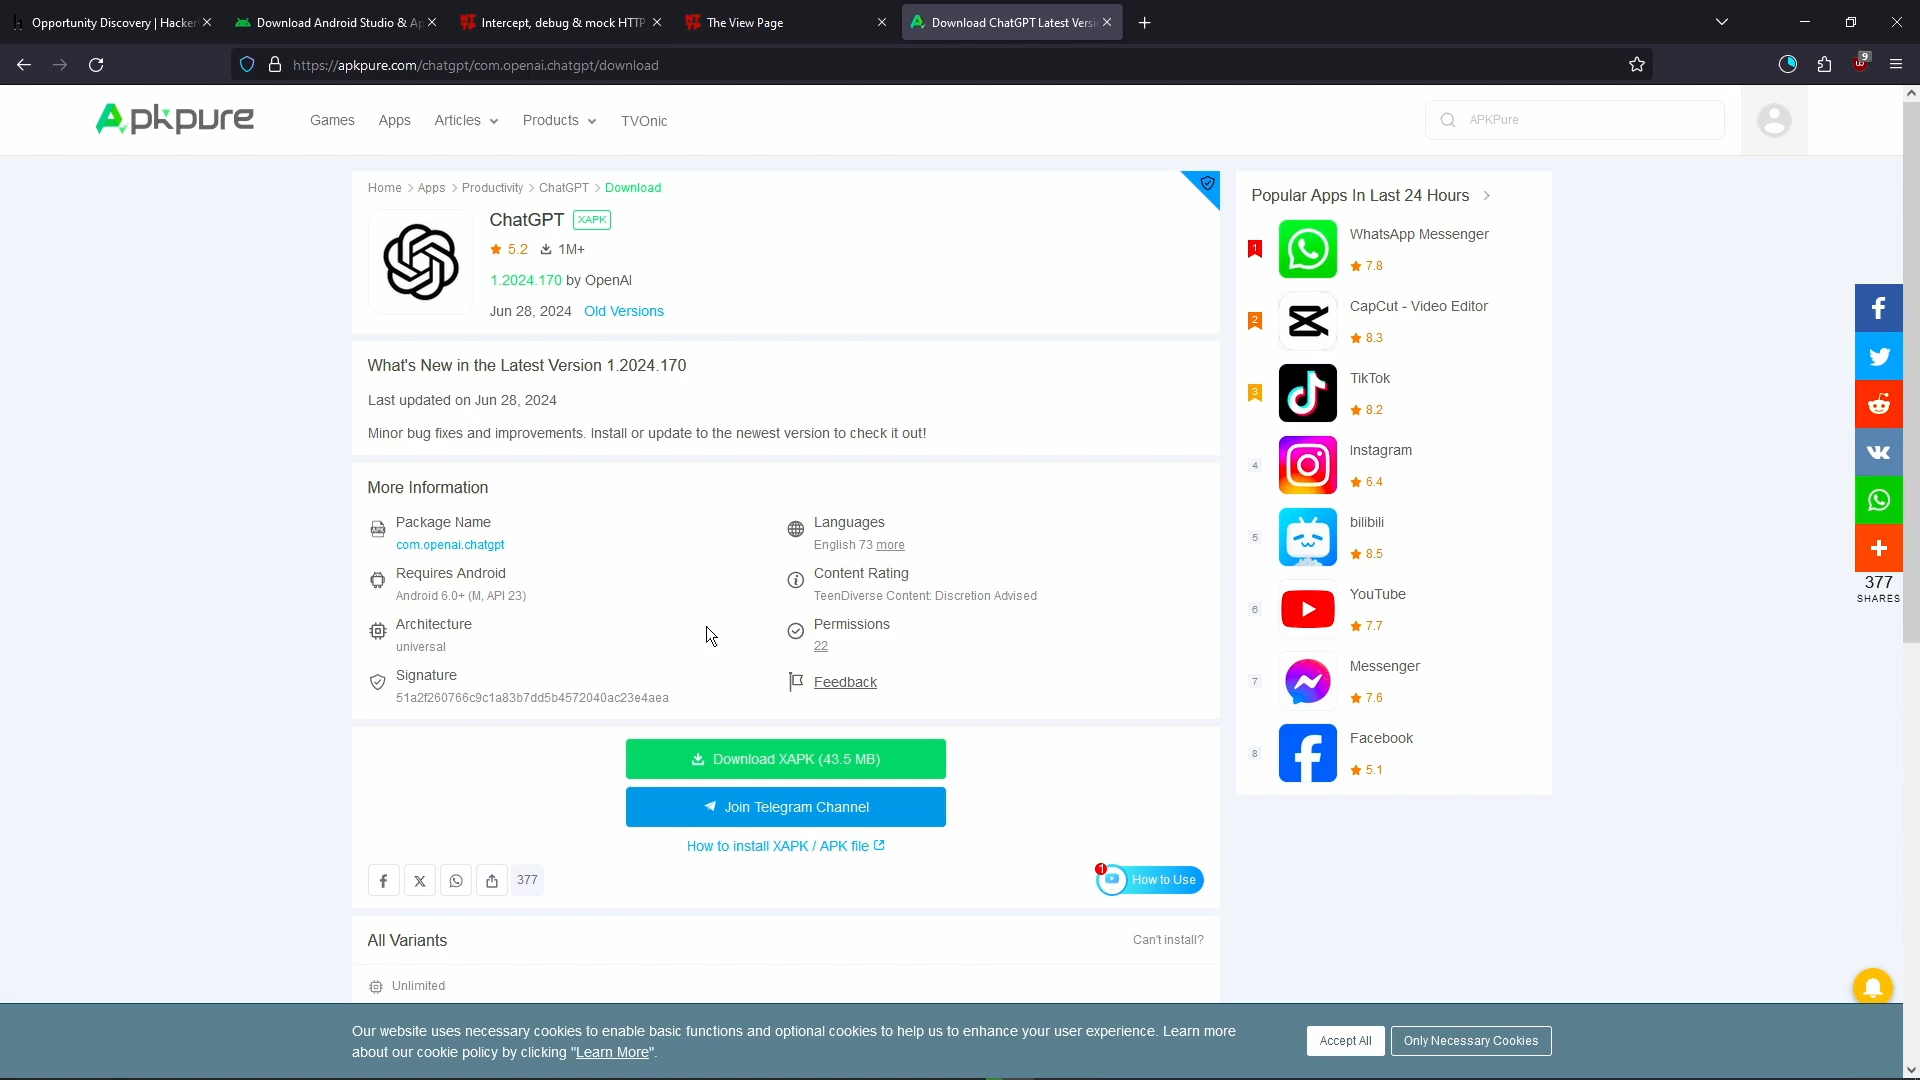 Opportunity Discovery | Hacker
Download Android Studio & Ap
Intercept, debug & mock HTTP
The View Page
Download ChatGPT Latest Versi
https://apkpure.com/chatgpt/com.openai.chatgpt/download
9
Apkpure
Games
Apps
Articles
Products
TVOnic
APKPure
Home > Apps > Productivity > ChatGPT > Download
ChatGPT XAPK
5.2 1M+
1.2024.170 by OpenAI
Jun 28, 2024 Old Versions
What's New in the Latest Version 1.2024.170
Last updated on Jun 28, 2024
Minor bug fixes and improvements. Install or update to the newest version to check it out!
More Information
Package Name
com.openai.chatgpt
Languages
English 73 more
Requires Android
Android 6.0+ (M, API 23)
Content Rating
TeenDiverse Content: Discretion Advised
Architecture
universal
Permissions
22
Signature
51a2f260766c9c1a83b7dd5b4572040ac23e4aea
Feedback
Download XAPK (43.5 MB)
Join Telegram Channel
How to install XAPK / APK file
377
1
How to Use
All Variants
Can't install?
Unlimited
Popular Apps In Last 24 Hours
1
WhatsApp Messenger
7.8
2
CapCut - Video Editor
8.3
3
TikTok
8.2
4
Instagram
6.4
5
bilibili
8.5
6
YouTube
7.7
7
Messenger
7.6
8
Facebook
5.1
377
SHARES
Our website uses necessary cookies to enable basic functions and optional cookies to help us to enhance your user experience. Learn more
about our cookie policy by clicking "Learn More".
Accept All
Only Necessary Cookies